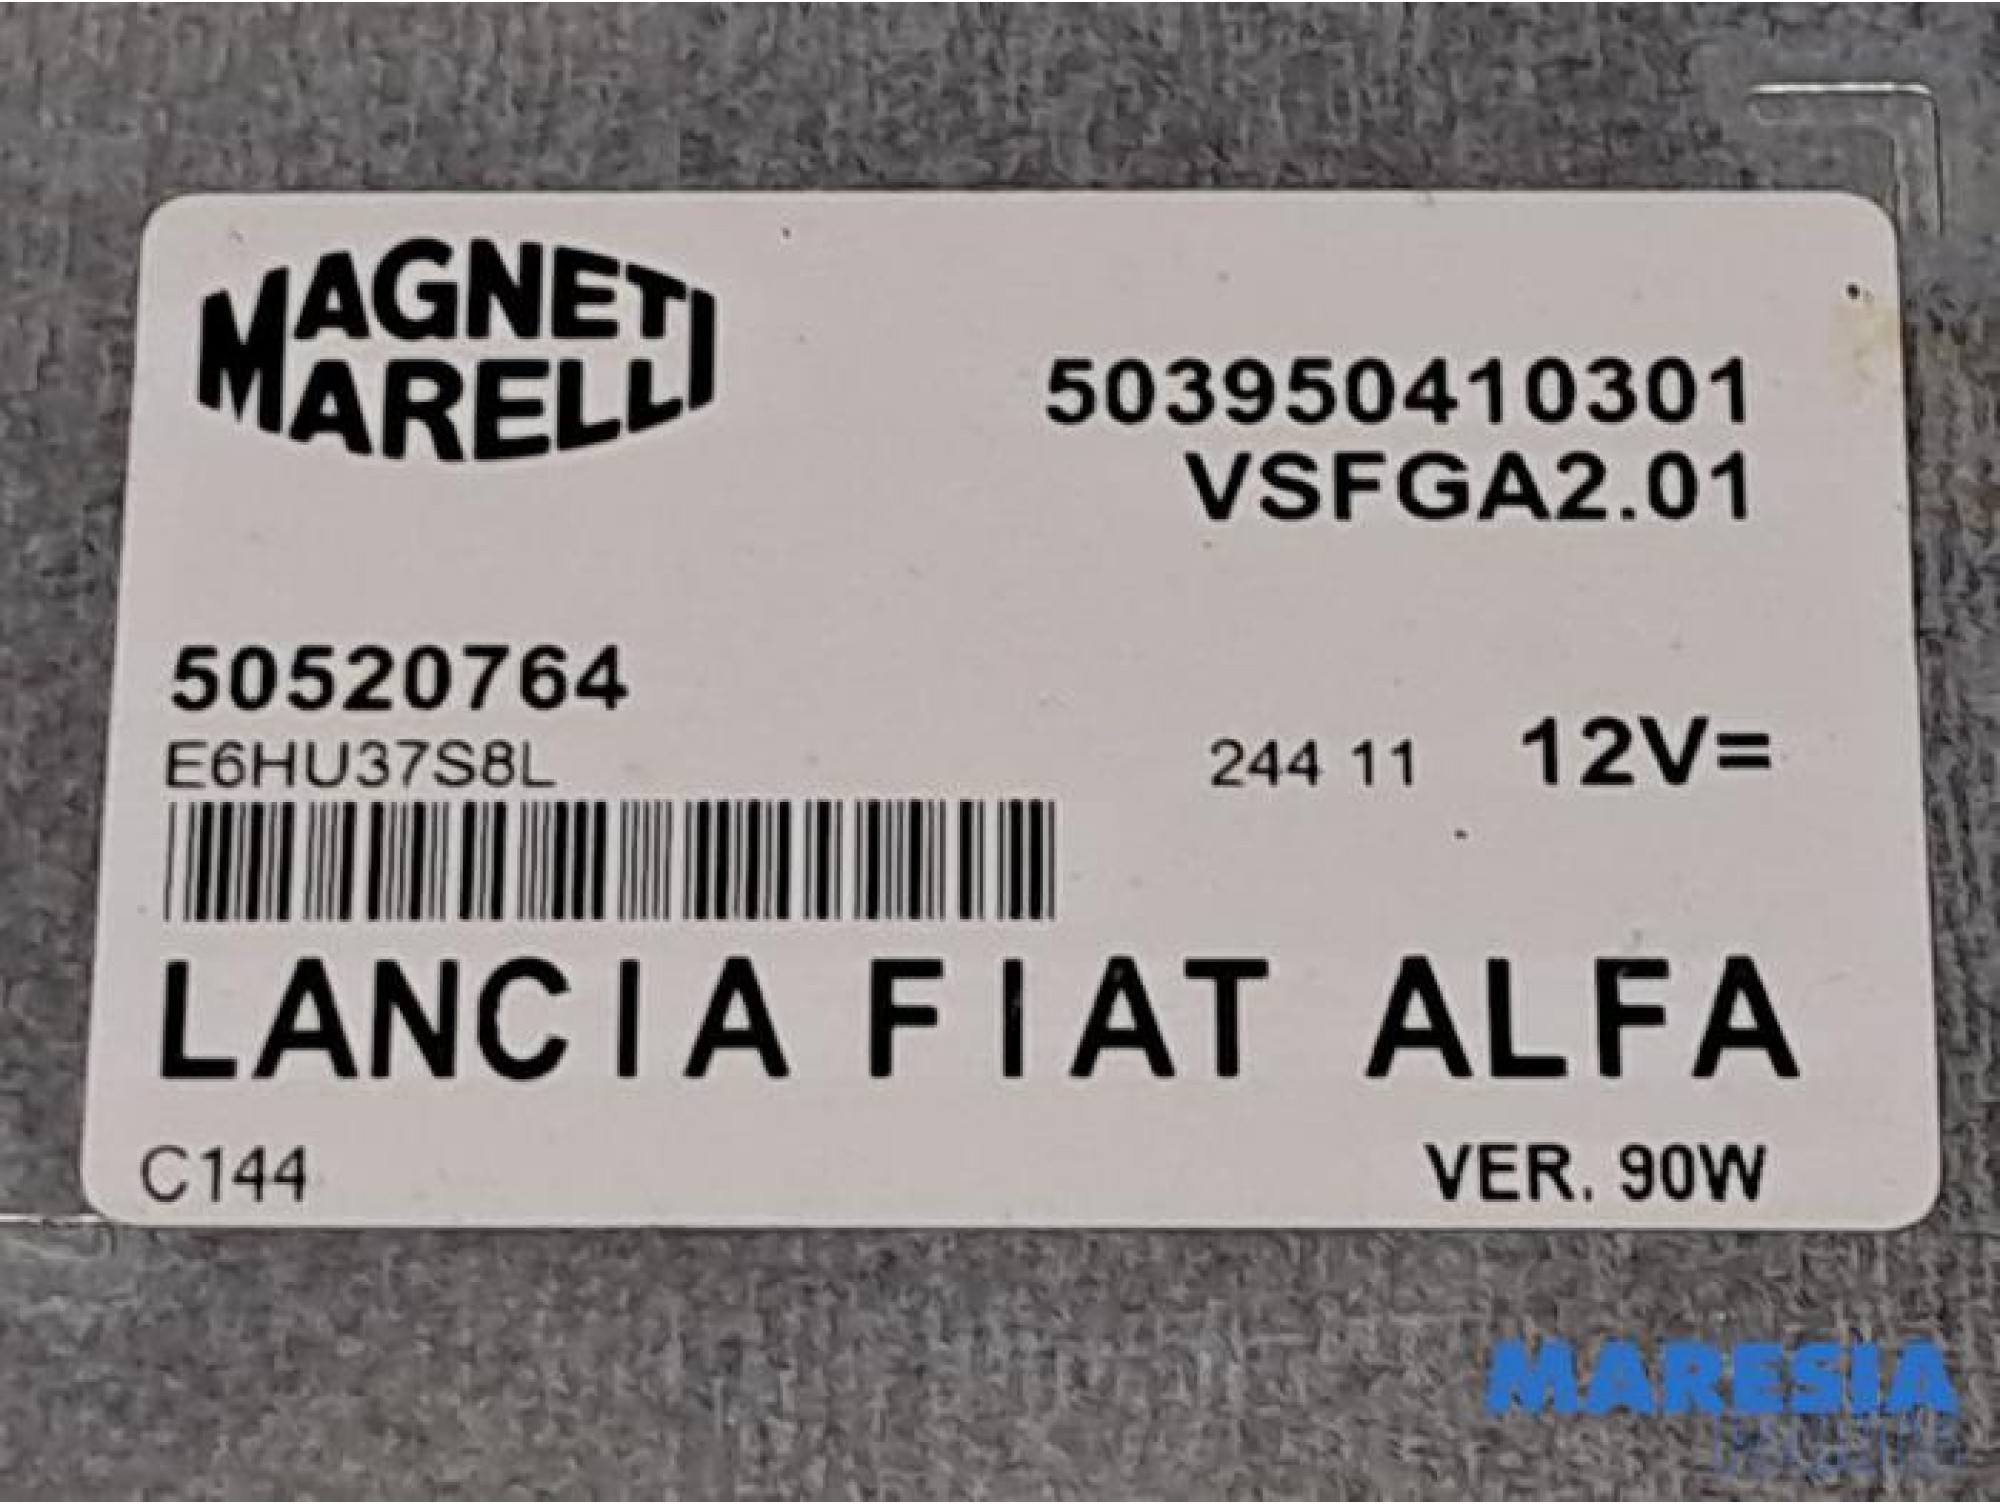 MAGNETI
MARELLI
503950410301
VSFGA2.01
50520764
E6HU37S8L
244 11 12V=
LANCIA FIAT ALFA
C144
VER. 90W
MARESIA